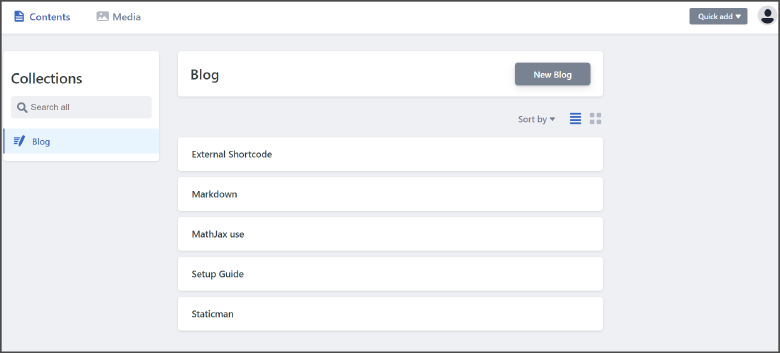 Contents
Media
Quick add
Collections
Search all
Blog
Blog
New Blog
Sort by
External Shortcode
Markdown
MathJax use
Setup Guide
Staticman